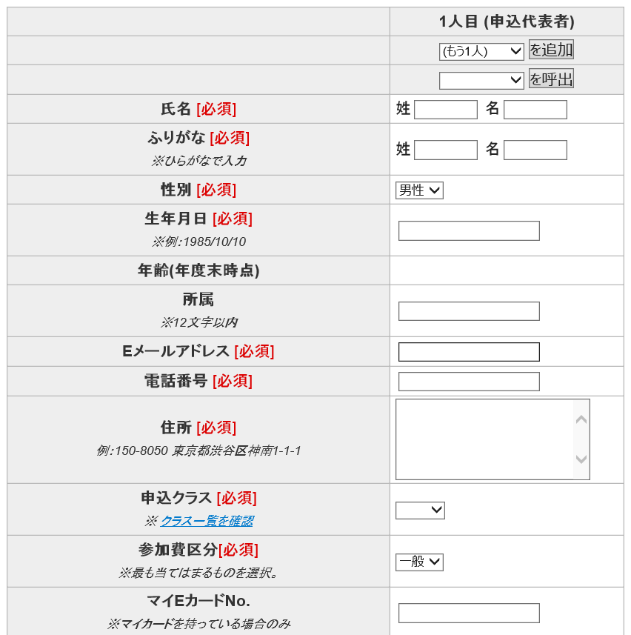 1人目 (申込代表者)
(もう1人) を追加
を呼出
氏名 [必須] 姓 名
ふりがな [必須]
※ひらがなで入力
姓 名
性別 [必須] 男性
生年月日 [必須]
※例:1985/10/10
年齢(年度末時点)
所属
※12文字以内
Eメールアドレス [必須]
電話番号 [必須]
住所 [必須]
例:150-8050 東京都渋谷区神南1-1-1
申込クラス [必須]
※ クラス一覧を確認
参加費区分[必須]
※最も当てはまるものを選択。
一般
マイEカードNo.
※マイカードを持っている場合のみ